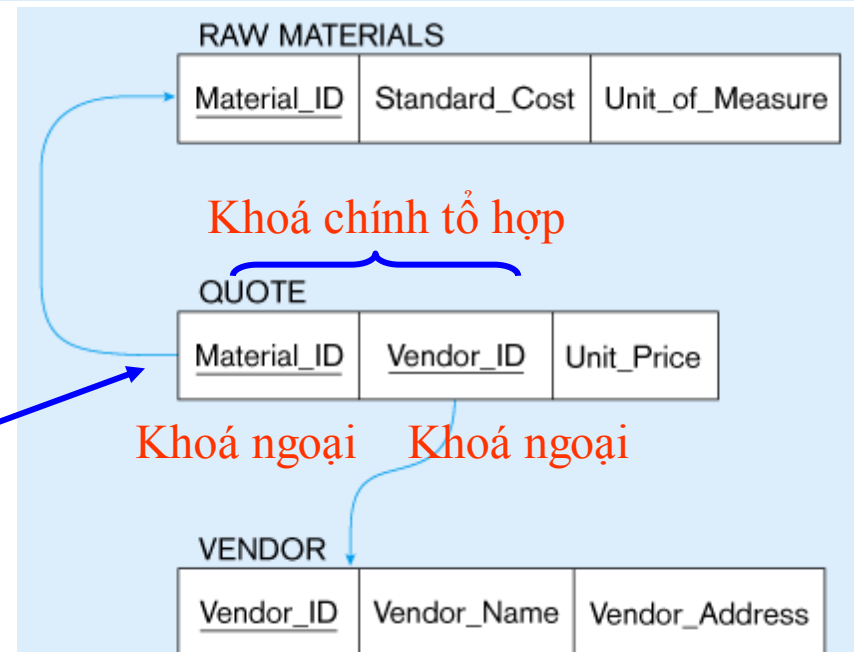 RAW MATERIALS
Material_ID Standard_Cost Unit_of_Measure
Khoá chính tổ hợp
QUOTE
Material_ID Vendor_ID Unit_Price
Khoá ngoại Khoá ngoại
VENDOR
Vendor_ID Vendor_Name Vendor_Address